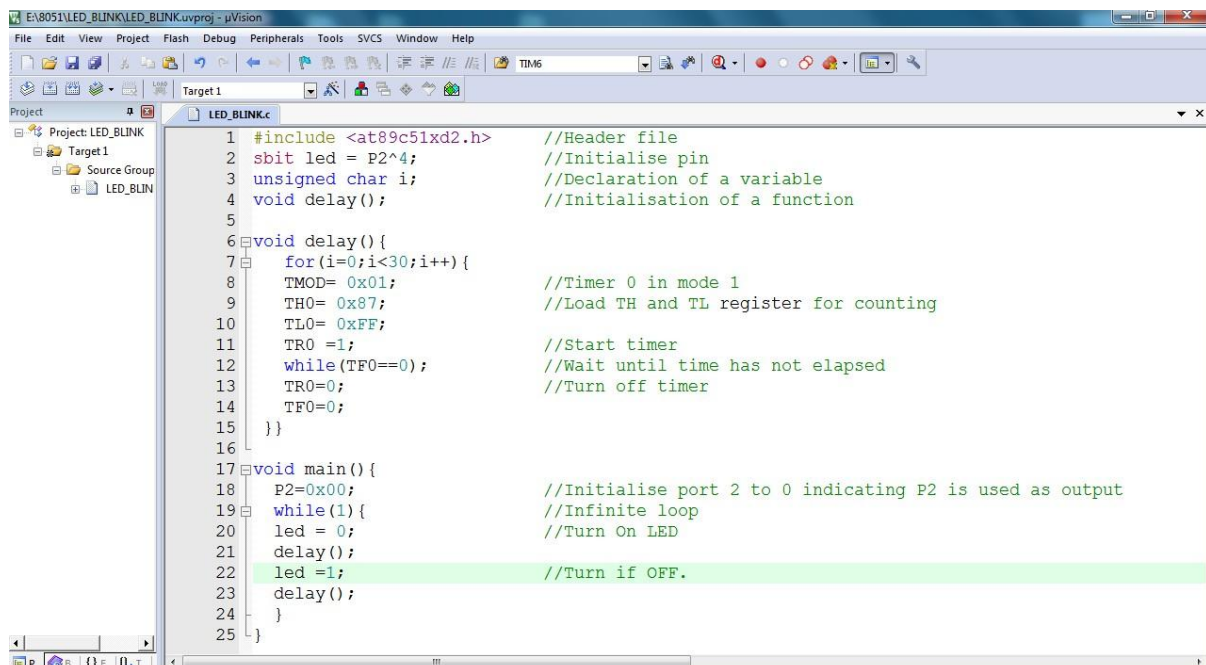 E:\8051\LED_BLINK\LED_BLINK.uvproj - µVision
File Edit View Project Flash Debug Peripherals Tools SVCS Window Help
TIM6
LOAD Target 1
Project
LED_BLINK.c
Project: LED_BLINK
Target 1
Source Group
LED_BLIN
1 #include <at89c51xd2.h> //Header file
2 sbit led = P2^4; //Initialise pin
3 unsigned char i; //Declaration of a variable
4 void delay(); //Initialisation of a function
5
6 void delay(){
7 for(i=0;i<30;i++){
8 TMOD= 0x01; //Timer 0 in mode 1
9 TH0= 0x87; //Load TH and TL register for counting
10 TL0= 0xFF;
11 TR0 =1; //Start timer
12 while(TF0==0); //Wait until time has not elapsed
13 TR0=0; //Turn off timer
14 TF0=0;
15 }}
16
17 void main(){
18 P2=0x00; //Initialise port 2 to 0 indicating P2 is used as output
19 while(1){ //Infinite loop
20 led = 0; //Turn On LED
21 delay();
22 led =1; //Turn if OFF.
23 delay();
24 }
25 }